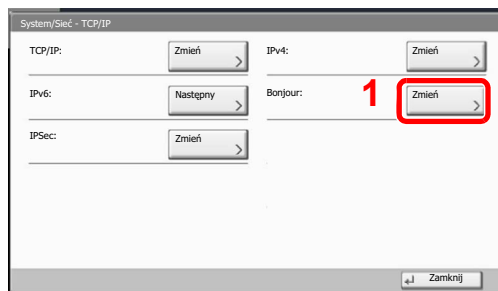 System/Sieć - TCP/IP
TCP/IP: Zmień IPv4: Zmień
IPv6: Następny Bonjour: 1 Zmień
IPSec: Zmień
Zamknij